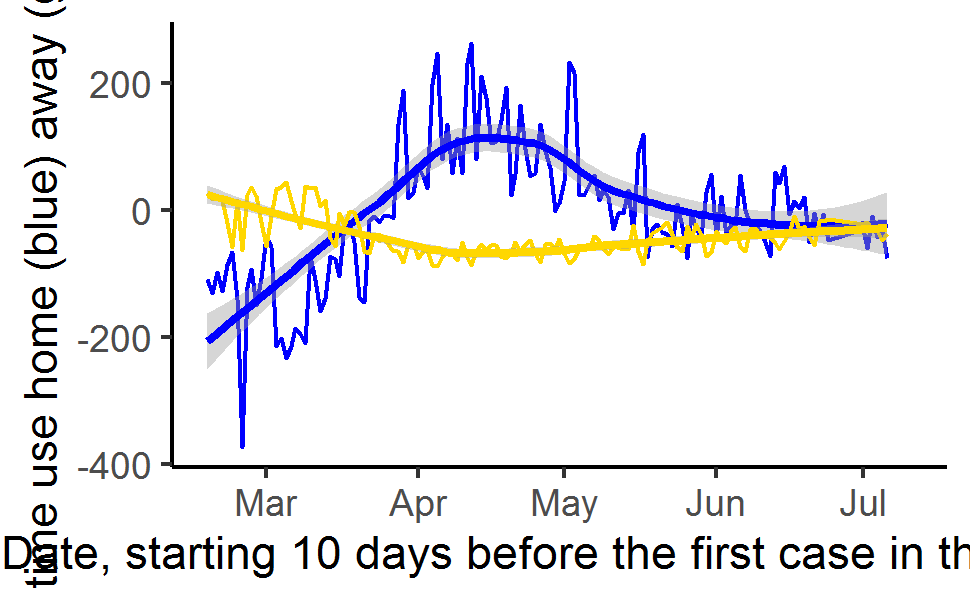 time use home (blue) away (g
200
0
-200
-400
Mar Apr May Jun Jul
Date, starting 10 days before the first case in th